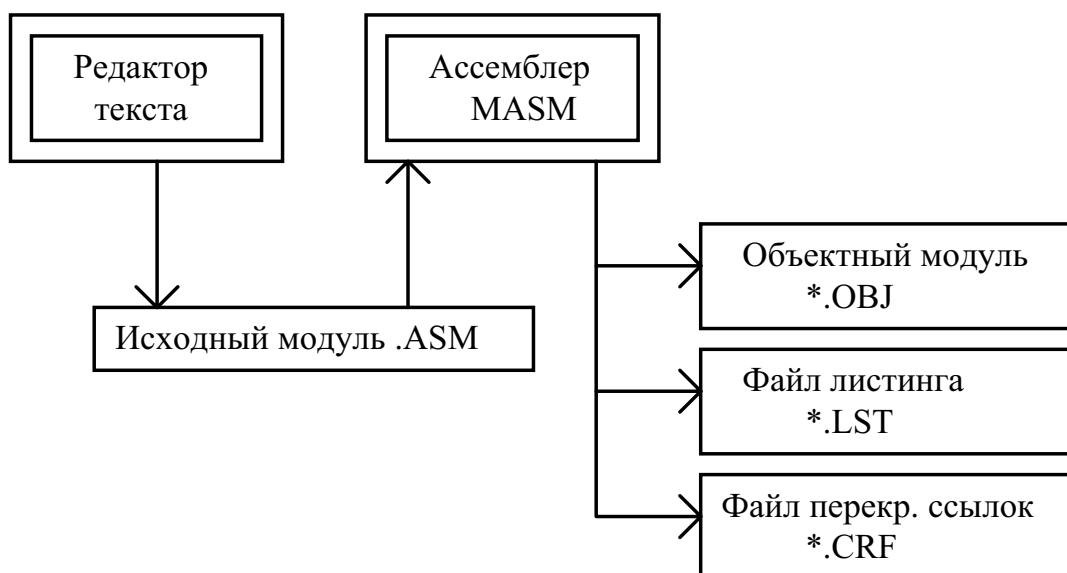 Редактор
текста
Ассемблер
MASM
Исходный модуль .ASM
Объектный модуль
*.OBJ
Файл листинга
*.LST
Файл перекр. ссылок
*.CRF